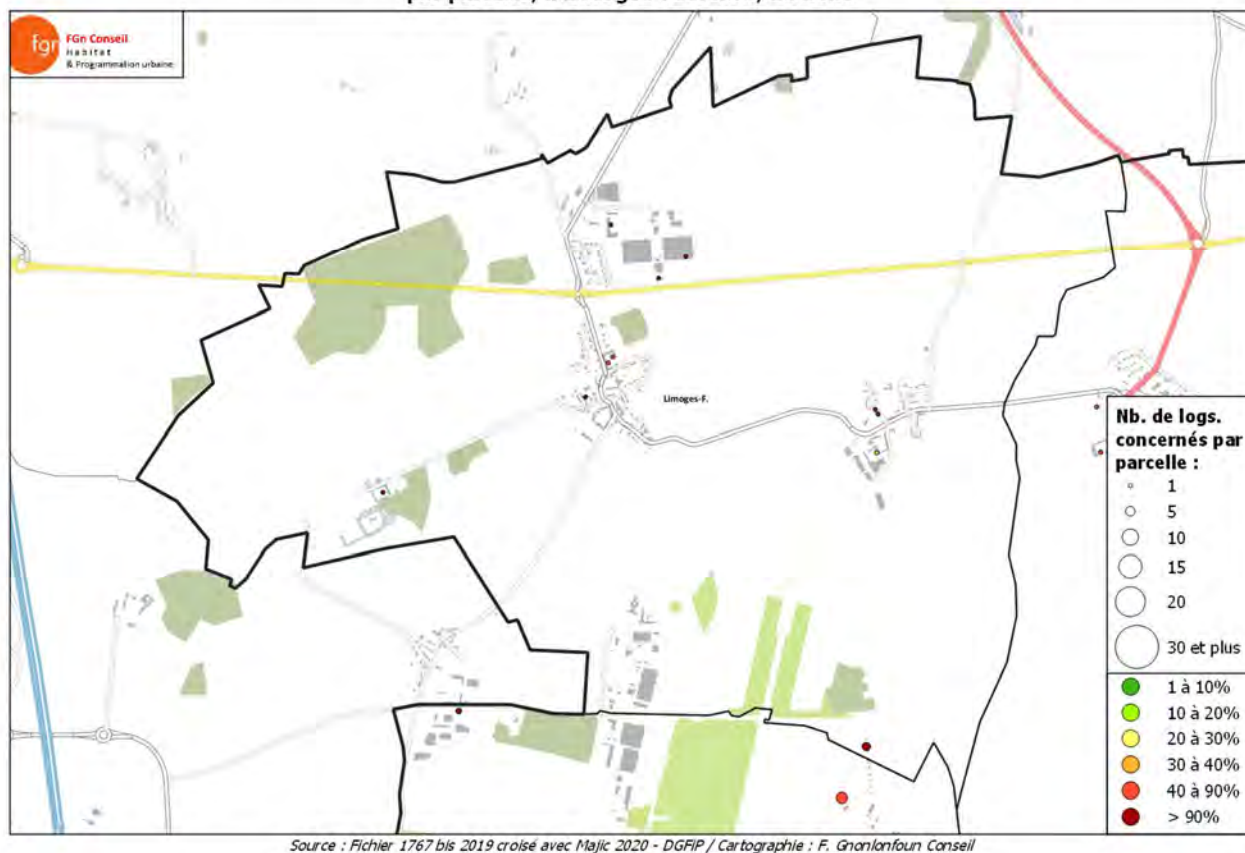 fgn
FGn Conseil
Habitat
& Programmation urbaine
Limoges-F.
Nb. de logs.
concernés par
parcelle :
1
5
10
15
20
30 et plus
1 à 10%
10 à 20%
20 à 30%
30 à 40%
40 à 90%
> 90%
Source : Fichier 1767 bis 2019 croisé avec Majic 2020 - DGFiP / Cartographie : F. Gnonlonfoun Conseil